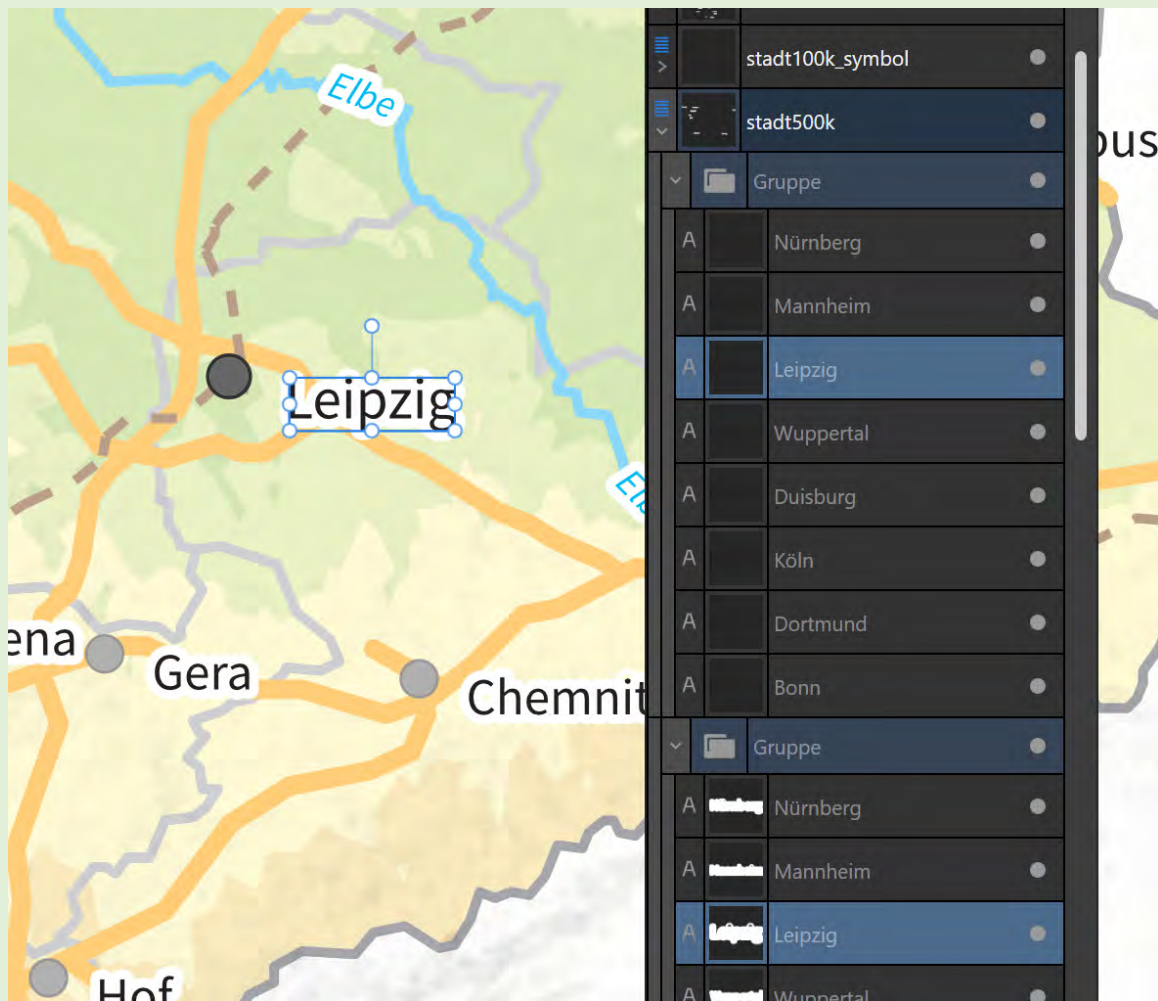 Elbe
Leipzig
ena
Gera
Chemnit
Hof
stadt100k_symbol
stadt500k
Gruppe
A Nürnberg
A Mannheim
A Leipzig
A Wuppertal
A Duisburg
A Köln
A Dortmund
A Bonn
Gruppe
A Nürnberg
A Mannheim
A Leipzig
A Wuppertal
ous